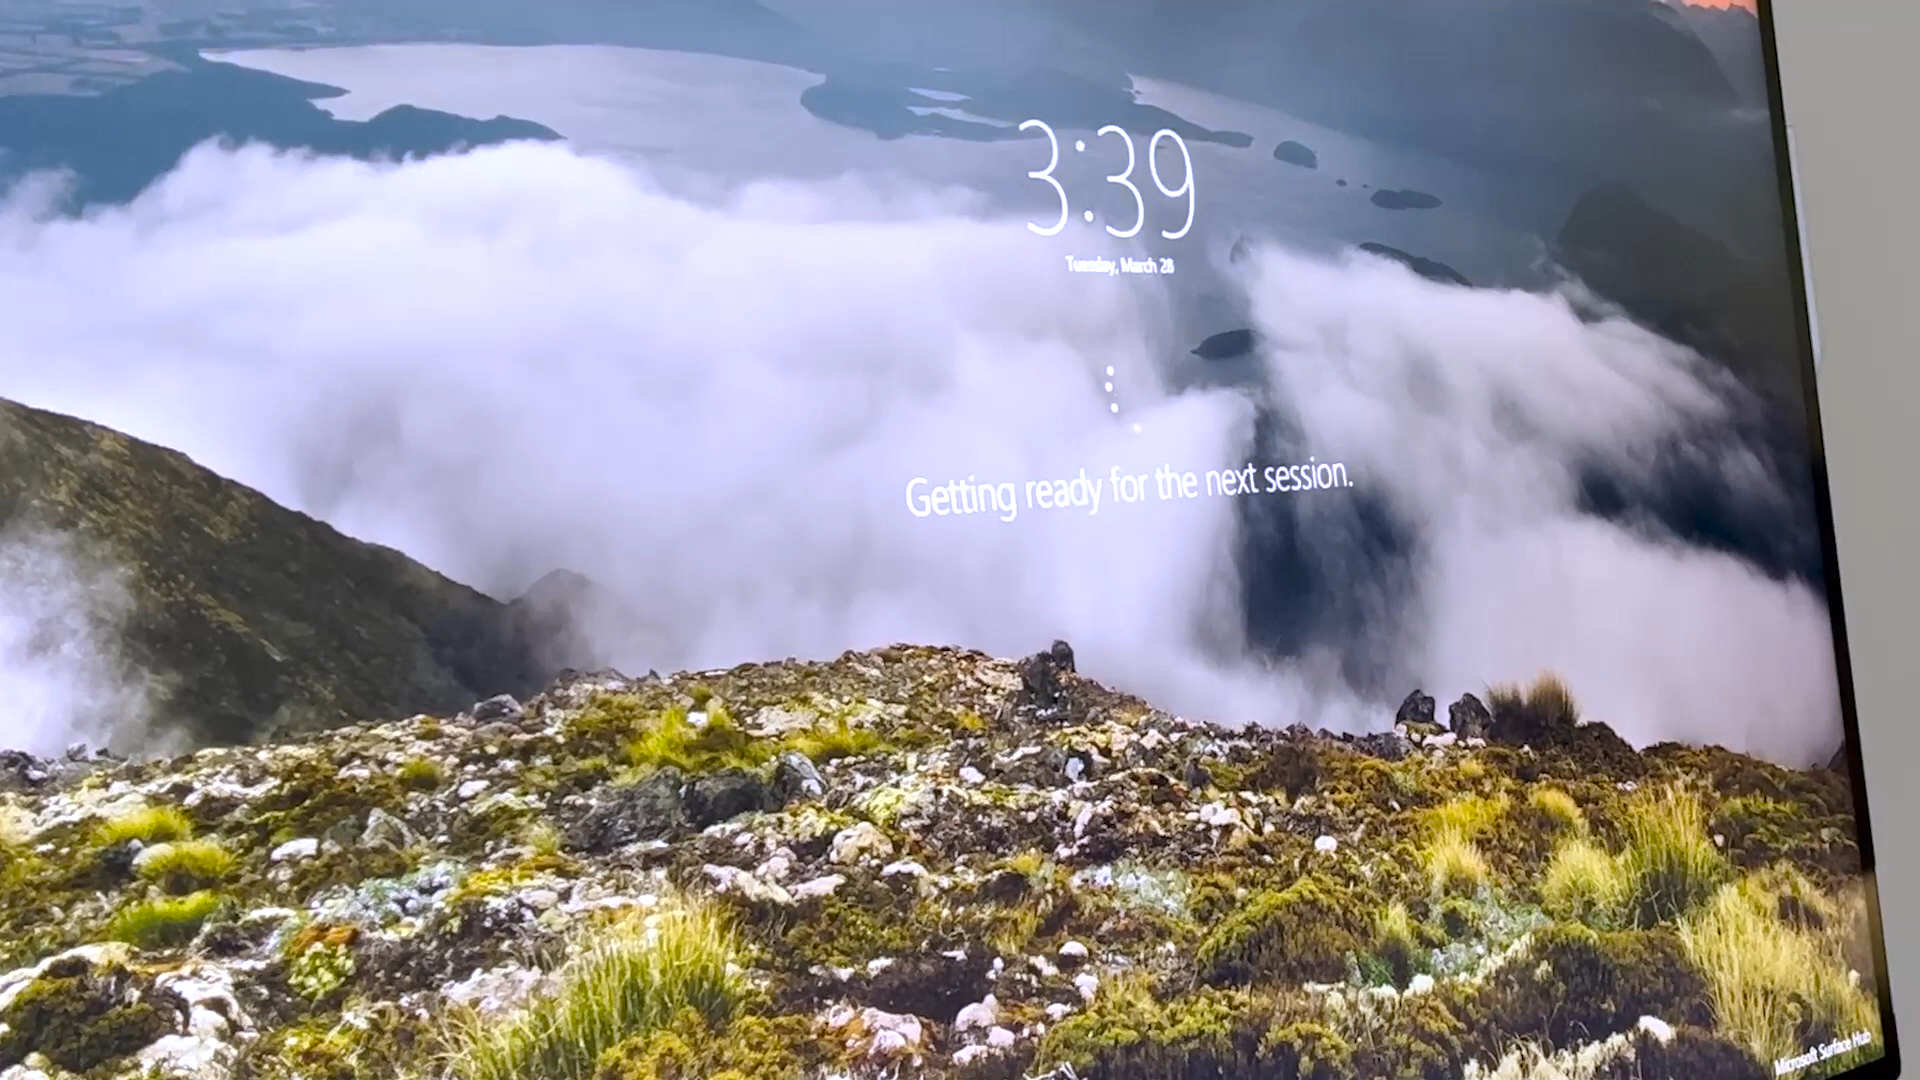 3:39
Tuesday, March 28
Getting ready for the next session.
Microsoft Surface Hub